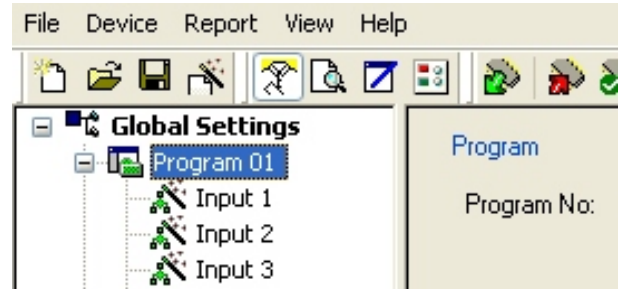 File Device Report View Help
Global Settings
Program 01
Input 1
Input 2
Input 3
Program
Program No: